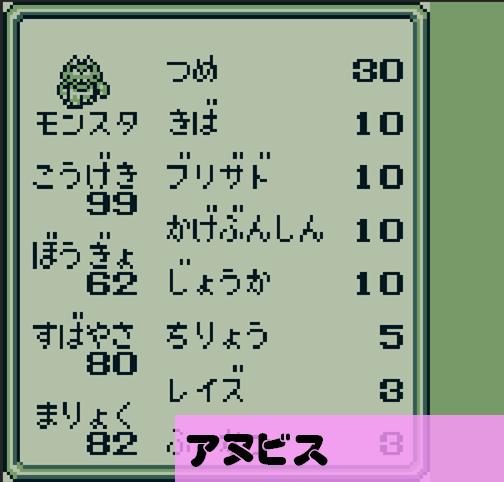 つめ 30
モンスタ きば 10
こうげき ブリザド 10
99
かげぶんしん 10
ぼうぎょ
62 じょうか 10
すばやさ ちりょう 5
80
レイズ 3
まりょく
82 ふ 3
アヌビス